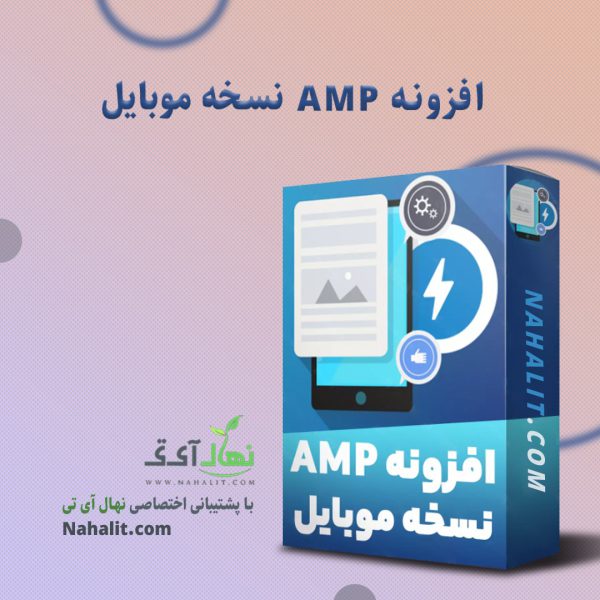 افزونه AMP نسخه موبایل
NAHALIT.COM
افزونه AMP
نسخه موبایل
نهال آی تی
WWW.NAHALIT.COM
با پشتیبانی اختصاصی نهال آی تی
Nahalit.com